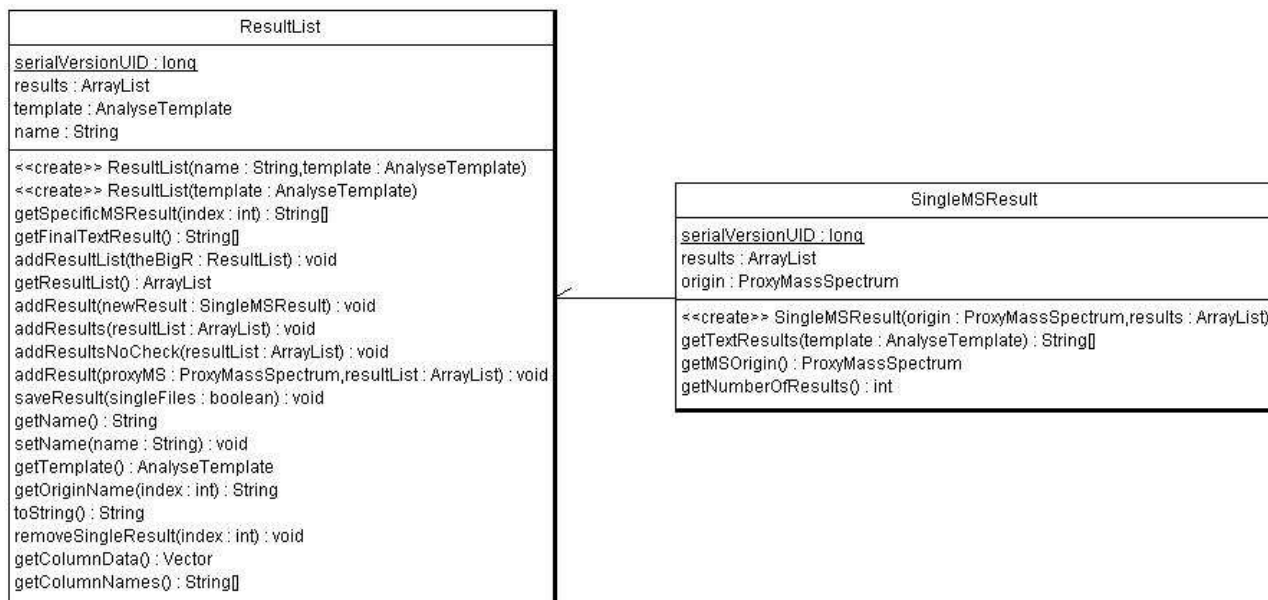 ResultList
serialVersionUID : long
results : ArrayList
template : AnalyseTemplate
name : String
<<create>> ResultList(name : String,template : AnalyseTemplate)
<<create>> ResultList(template : AnalyseTemplate)
getSpecificMSResult(index : int) : String[]
getFinalTextResult() : String[]
addResultList(theBigR : ResultList) : void
getResultList() : ArrayList
addResult(newResult : SingleMSResult) : void
addResults(resultList : ArrayList) : void
addResultsNoCheck(resultList : ArrayList) : void
addResult(proxyMS : ProxyMassSpectrum,resultList : ArrayList) : void
saveResult(singleFiles : boolean) : void
getName() : String
setName(name : String) : void
getTemplate() : AnalyseTemplate
getOriginName(index : int) : String
toString() : String
removeSingleResult(index : int) : void
getColumnData() : Vector
getColumnNames() : String[]
SingleMSResult
serialVersionUID : long
results : ArrayList
origin : ProxyMassSpectrum
<<create>> SingleMSResult(origin : ProxyMassSpectrum,results : ArrayList)
getTextResults(template : AnalyseTemplate) : String[]
getMSOrigin() : ProxyMassSpectrum
getNumberOfResults() : int